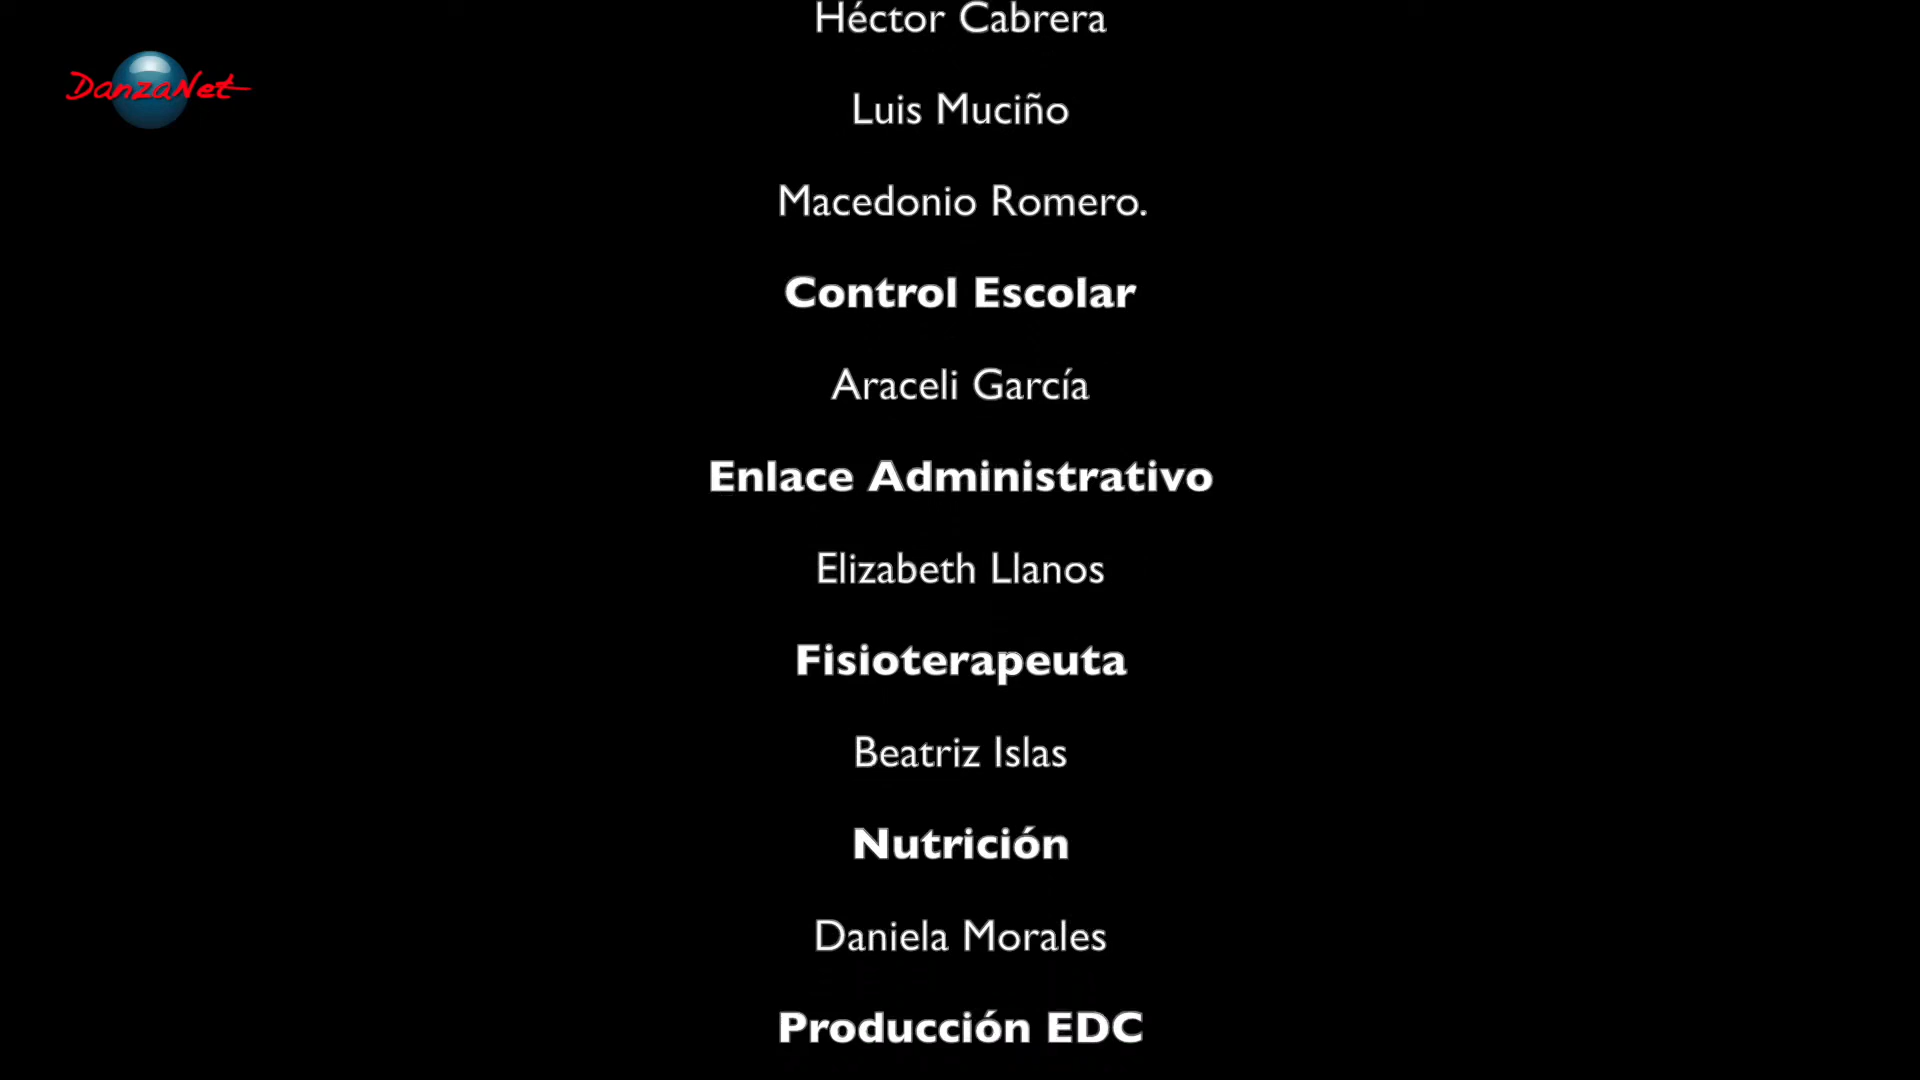 Héctor Cabrera
DanzaNet
Luis Muciño
Macedonio Romero.
Control Escolar
Araceli García
Enlace Administrativo
Elizabeth Llanos
Fisioterapeuta
Beatriz Islas
Nutrición
Daniela Morales
Producción EDC